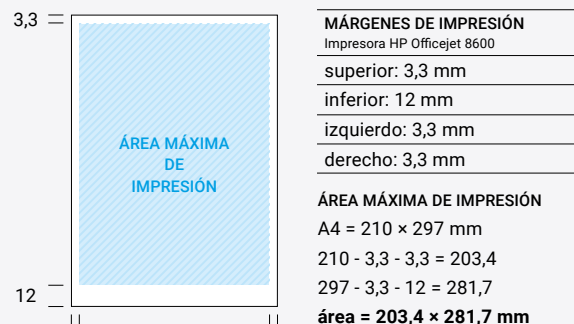 3,3
ÁREA MÁXIMA
DE
IMPRESIÓN
12
MÁRGENES DE IMPRESIÓN
Impresora HP Officejet 8600
superior: 3,3 mm
inferior: 12 mm
izquierdo: 3,3 mm
derecho: 3,3 mm
ÁREA MÁXIMA DE IMPRESIÓN
A4 = 210 × 297 mm
210 - 3,3 - 3,3 = 203,4
297 - 3,3 - 12 = 281,7
área = 203,4 × 281,7 mm